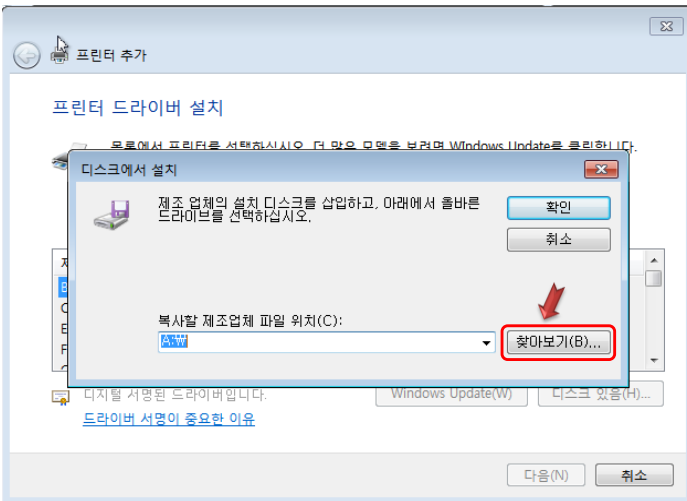 프린터 추가
프린터 드라이버 설치
목록에서 프린터를 선택하십시오. 더 많은 모델을 보려면 Windows Update를 클릭합니다.
디스크에서 설치
제조 업체의 설치 디스크를 삽입하고, 아래에서 올바른
드라이브를 선택하십시오.
확인
취소
복사할 제조업체 파일 위치(C):
A:₩
찾아보기(B)...
디지털 서명된 드라이버입니다.
Windows Update(W)
디스크 있음(H)...
드라이버 서명이 중요한 이유
다음(N)
취소